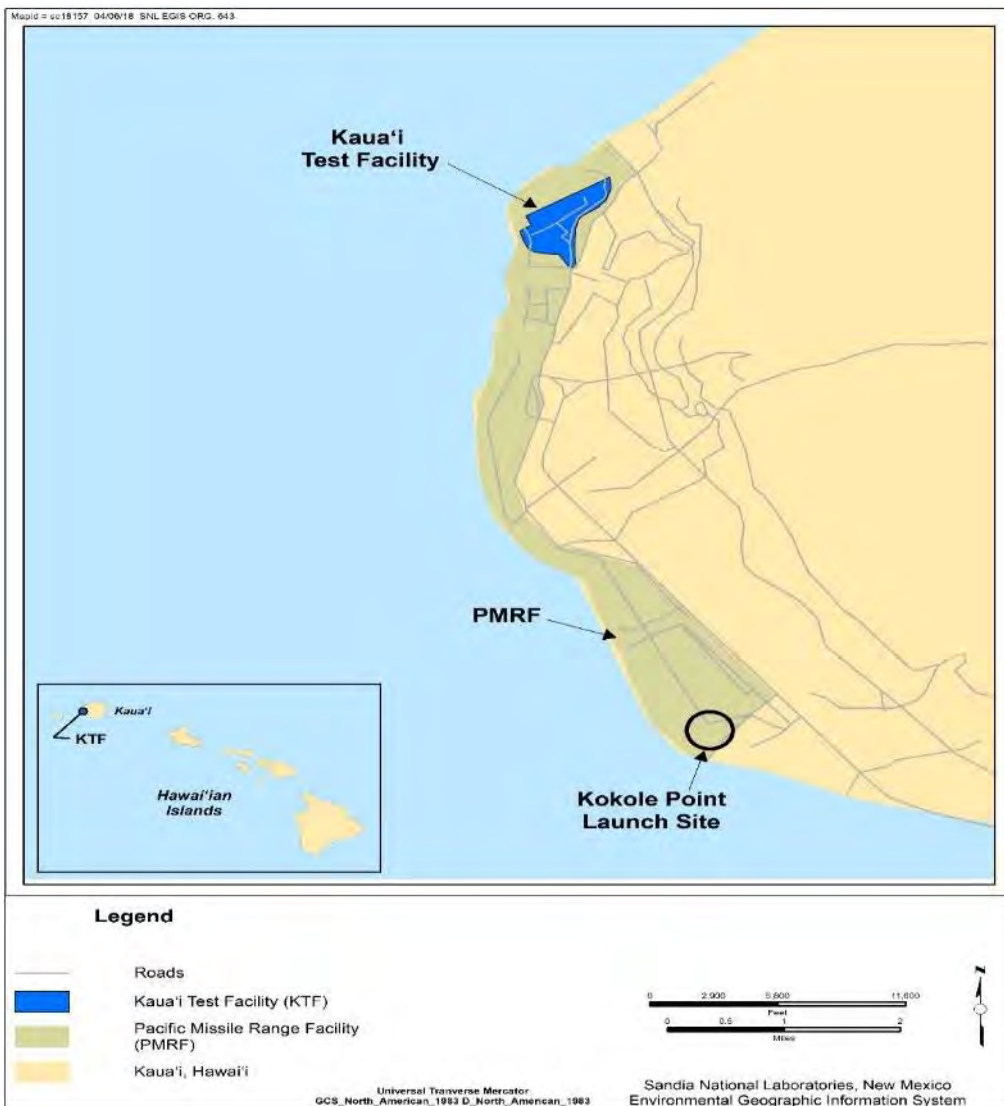 Mapid = sc18157 04/06/18 SNL EGIS ORG. 643
Kaua‘i
Test Facility
PMRF
Kokole Point
Launch Site
Kaua‘i
KTF
Hawai‘ian
Islands
Legend
Roads
Kaua‘i Test Facility (KTF)
Pacific Missile Range Facility
(PMRF)
Kaua‘i, Hawai‘i
0 2,900 5,800 11,600
Feet
0 0.5 1 2
Miles
N
Universal Tranverse Mercator
GCS_North_American_1983 D_North_American_1983
Sandia National Laboratories, New Mexico
Environmental Geographic Information System